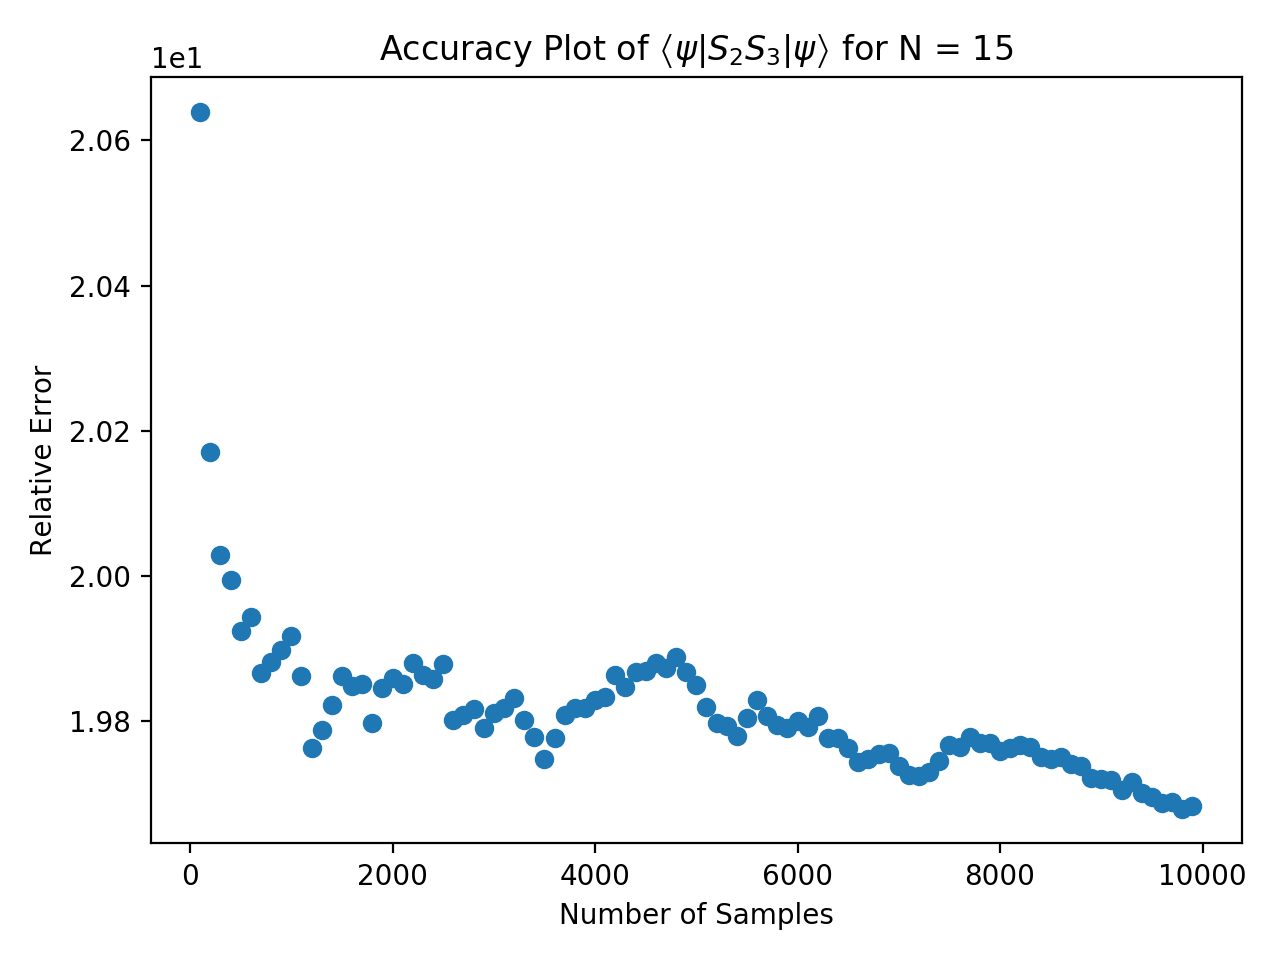 Accuracy Plot of ⟨ψ|S₂S₃|ψ⟩ for N = 15
1e1
2.06
2.04
2.02
2.00
1.98
Relative Error
0 2000 4000 6000 8000 10000
Number of Samples